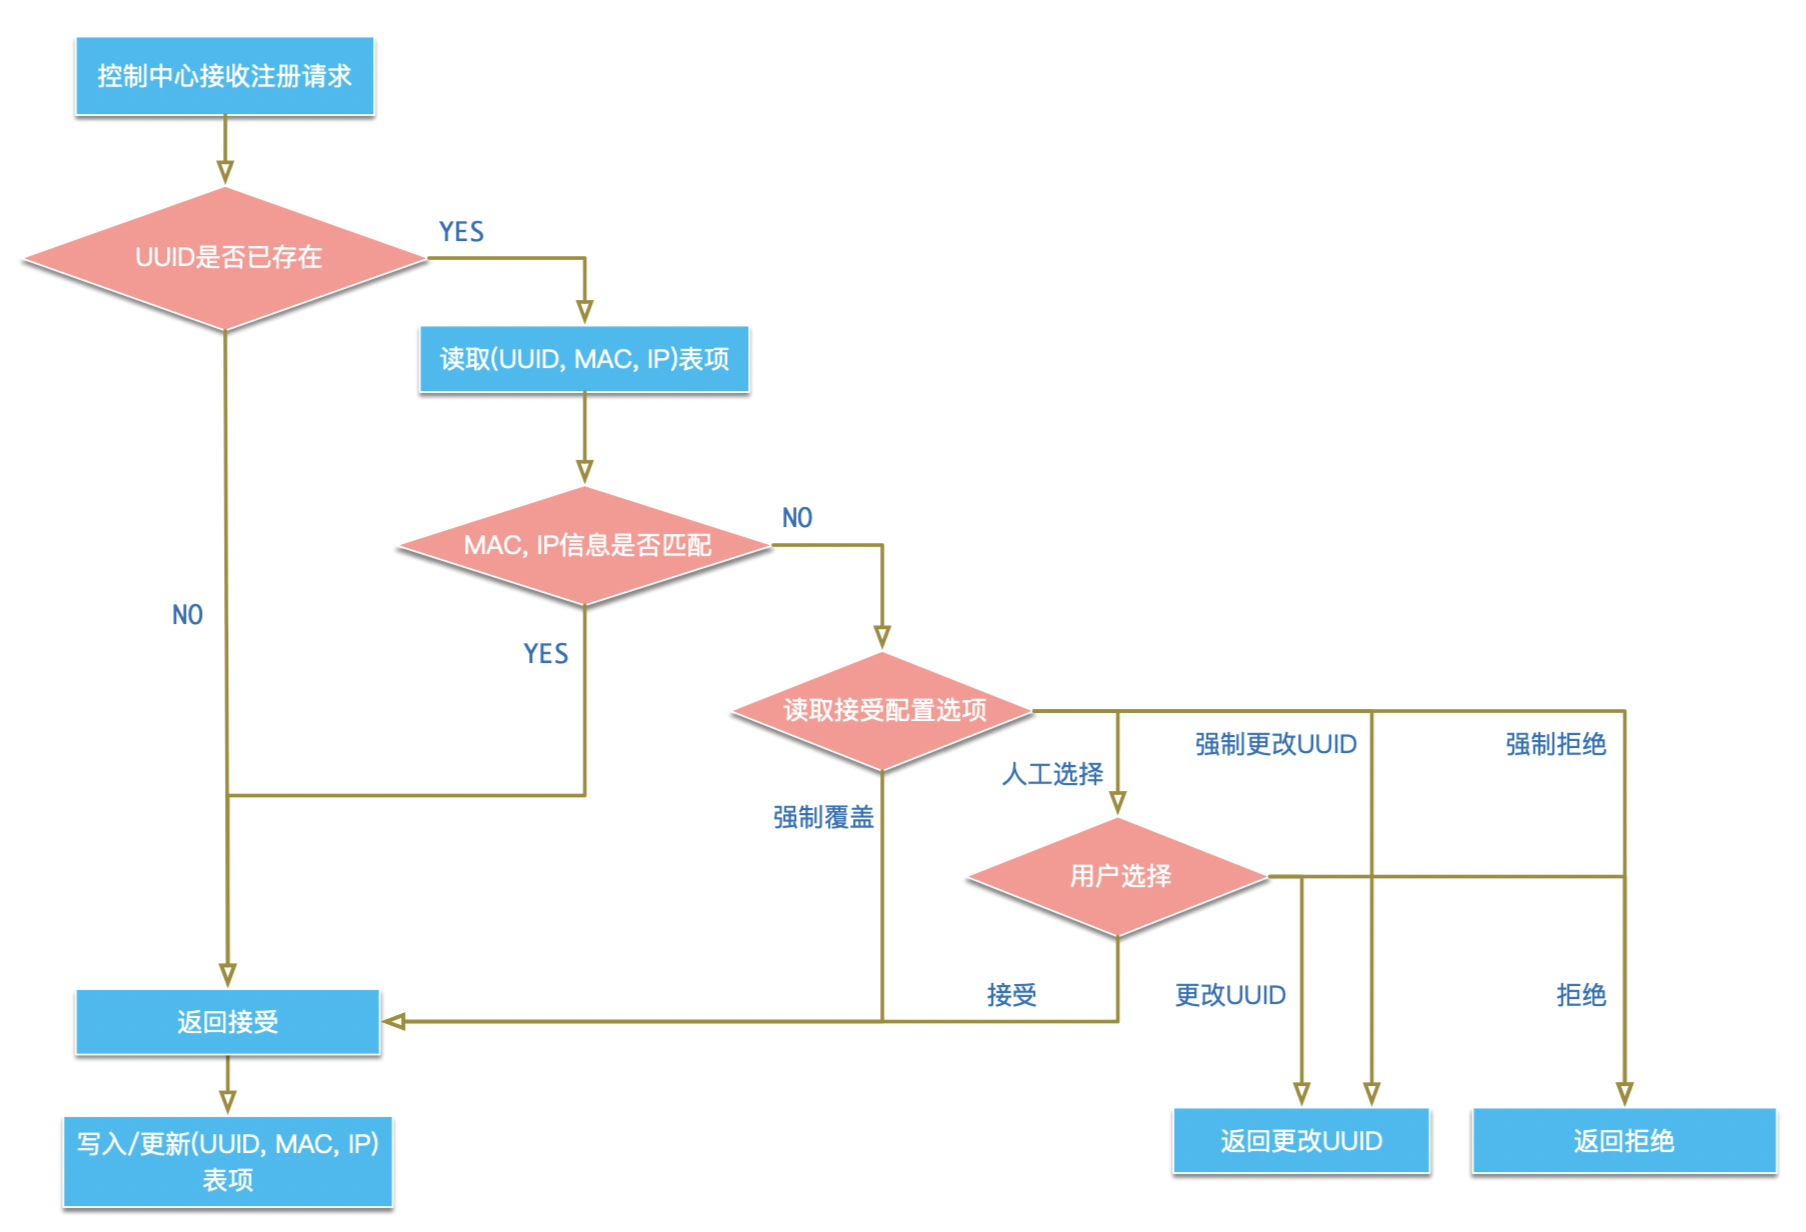 控制中心接收注册请求
UUID是否已存在
YES
读取(UUID, MAC, IP)表项
MAC, IP信息是否匹配
NO
NO
YES
读取接受配置选项
强制更改UUID
强制拒绝
人工选择
强制覆盖
用户选择
接受
更改UUID
拒绝
返回接受
返回更改UUID
返回拒绝
写入/更新(UUID, MAC, IP)
表项